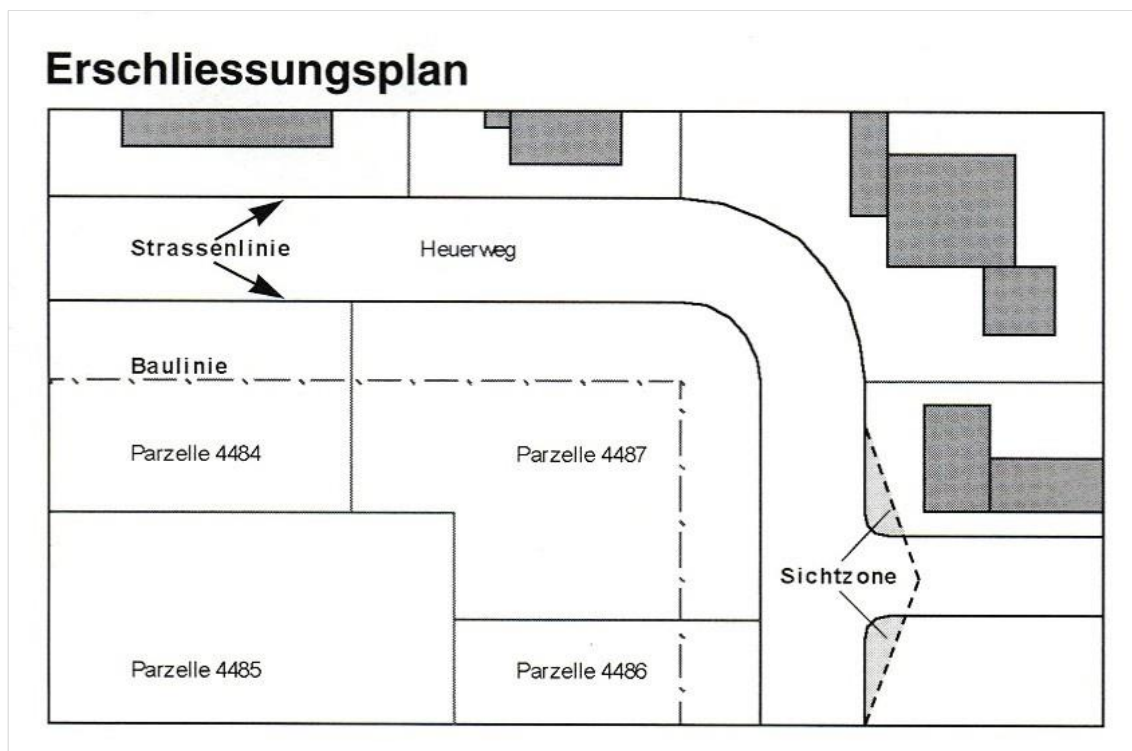 Erschliessungsplan
Strassenlinie
Heuerweg
Baulinie
Parzelle 4484
Parzelle 4487
Sichtzone
Parzelle 4485
Parzelle 4486